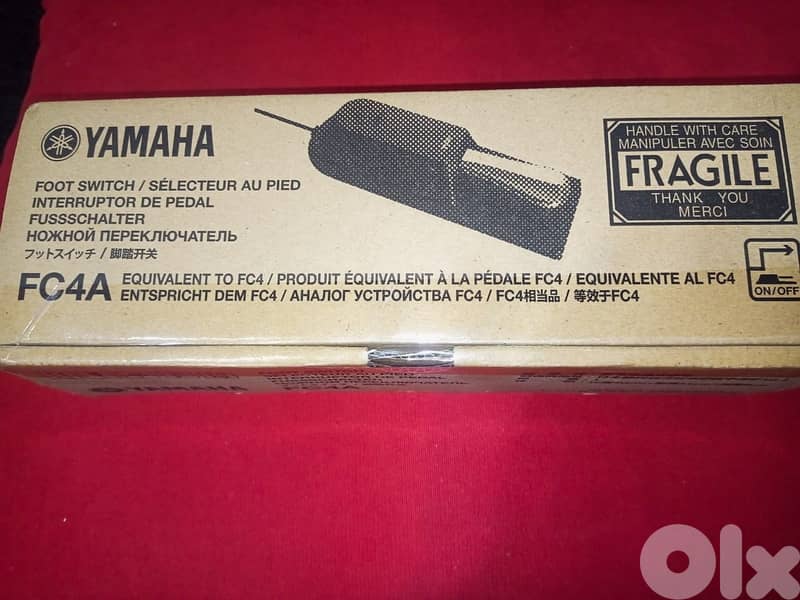 YAMAHA
FOOT SWITCH / SÉLECTEUR AU PIED
INTERRUPTOR DE PEDAL
FUSSSCHALTER
НОЖНОЙ ПЕРЕКЛЮЧАТЕЛЬ
フットスイッチ / 脚踏开关
FC4A EQUIVALENT TO FC4 / PRODUIT ÉQUIVALENT À LA PÉDALE FC4 / EQUIVALENTE AL FC4
ENTSPRICHT DEM FC4 / АНАЛОГ УСТРОЙСТВА FC4 / FC4相当品 / 等效于FC4
HANDLE WITH CARE
MANIPULER AVEC SOIN
FRAGILE
THANK YOU
MERCI
ON/OFF
YAMAHA
FC4A
Olx